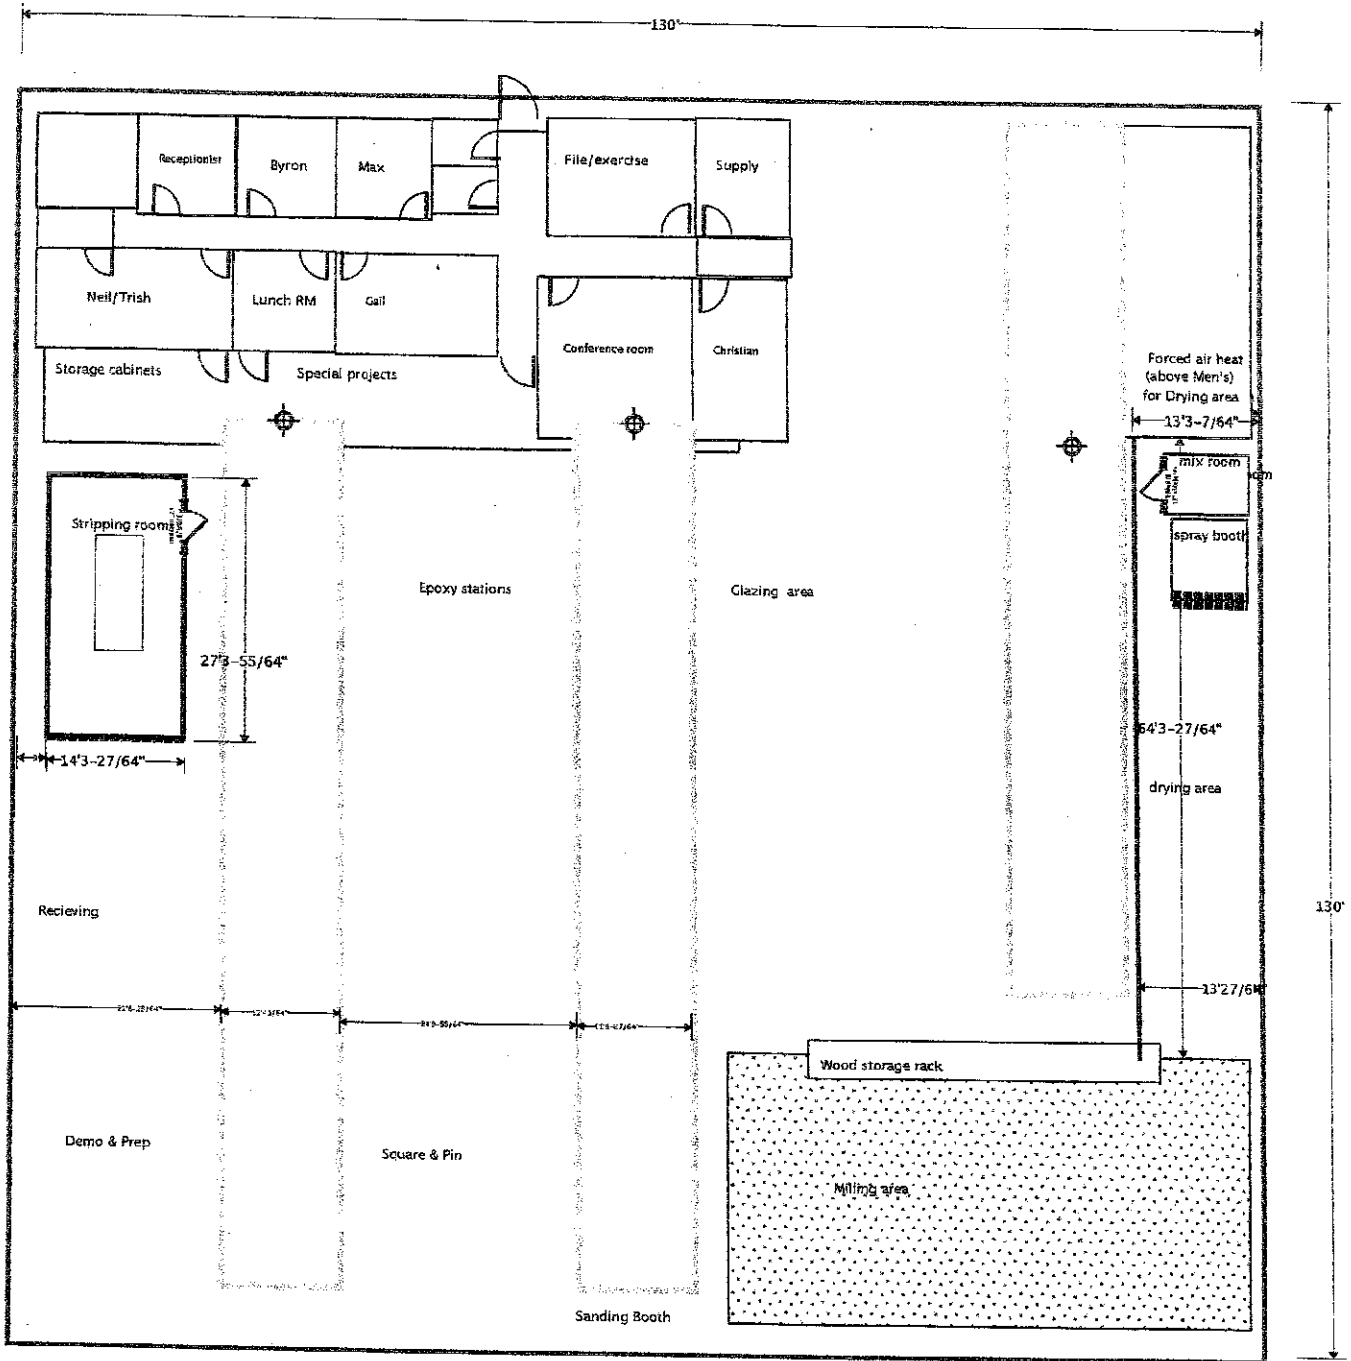 130"
Receptionist
Byron
Max
File/exercise
Supply
Neil/Trish
Lunch RM
Gail
Conference room
Christian
Storage cabinets
Special projects
Forced air heat
(above Men's)
for Drying area
13'3-7/64"
mix room
Stripping room
spray booth
Epoxy stations
Glazing area
27'3-55/64"
64'3-27/64"
14'3-27/64"
drying area
Recieving
130'
13'27/6
Wood storage rack
Demo & Prep
Square & Pin
Milling area
Sanding Booth